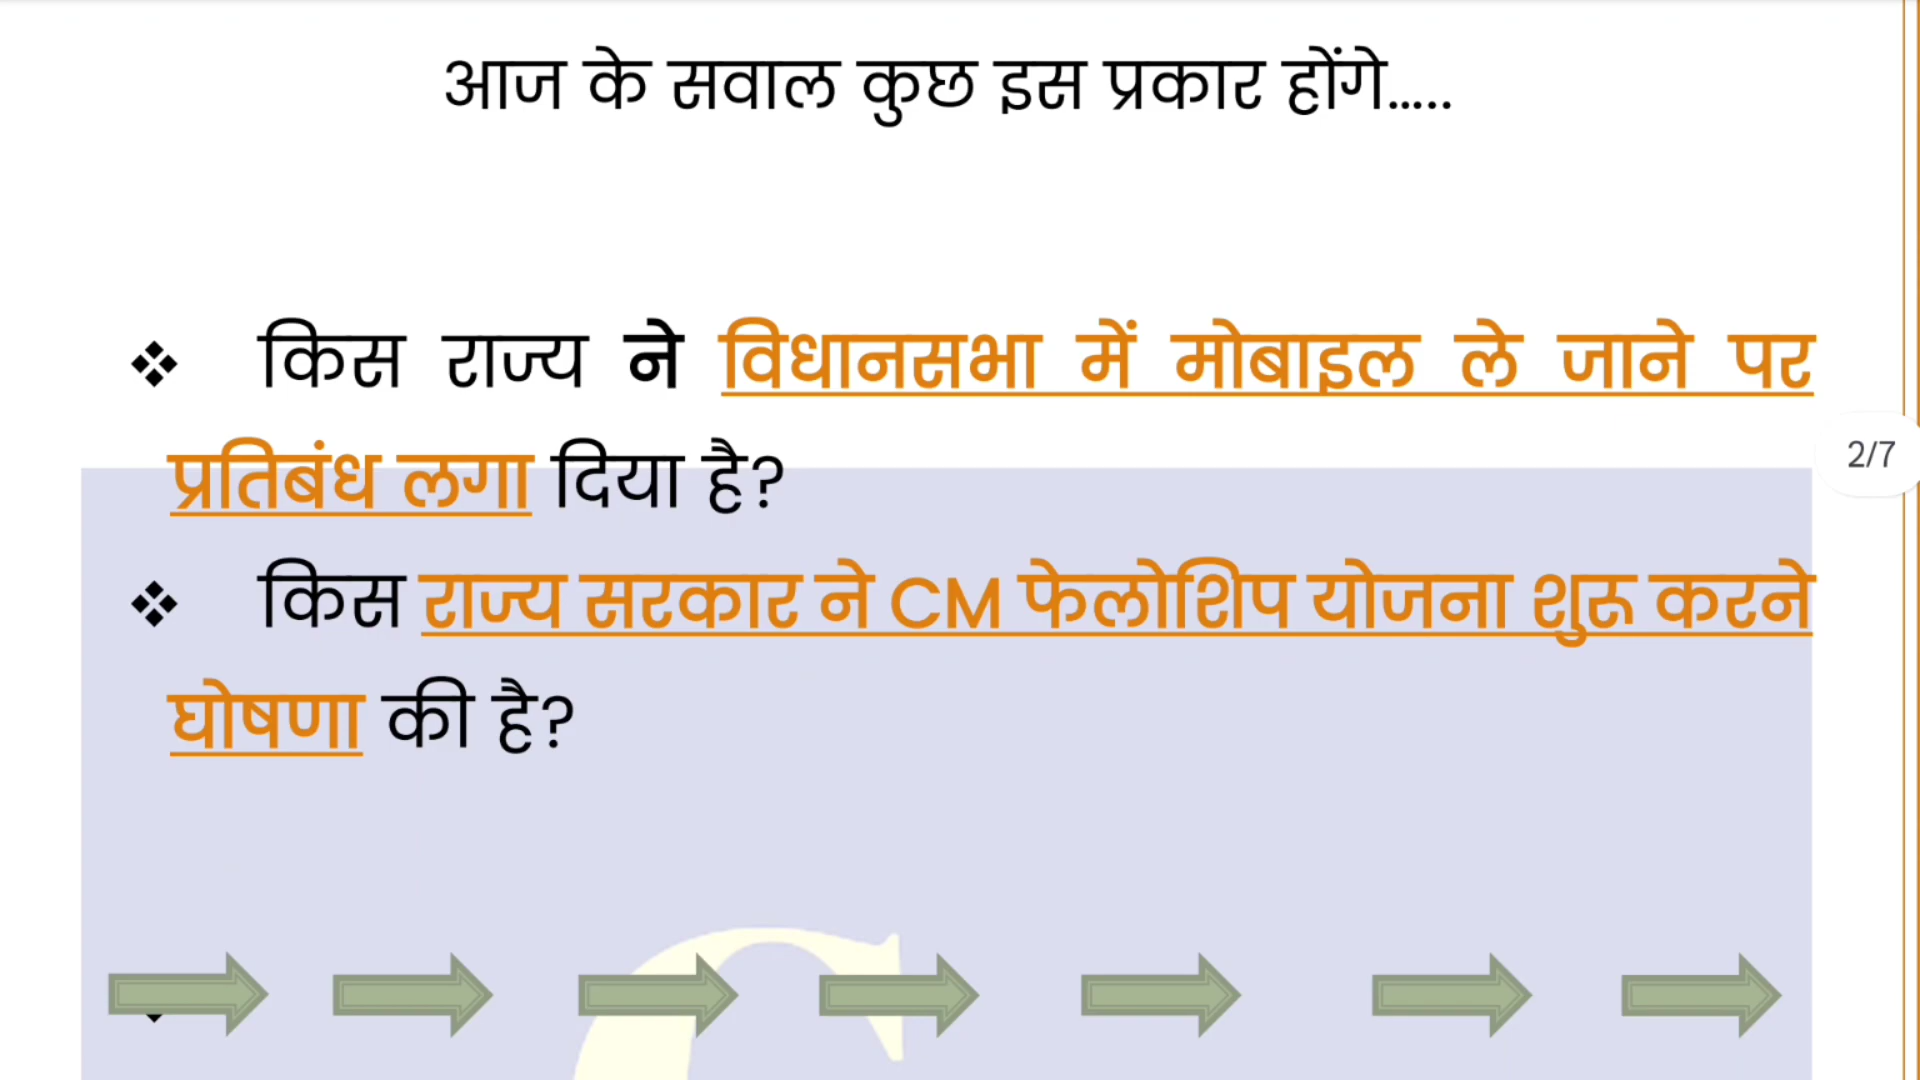 आज के सवाल कुछ इस प्रकार होंगे.....
❖ किस राज्य ने विधानसभा में मोबाइल ले जाने पर
प्रतिबंध लगा दिया है?
2/7
❖ किस राज्य सरकार ने CM फेलोशिप योजना शुरू करने
घोषणा की है?